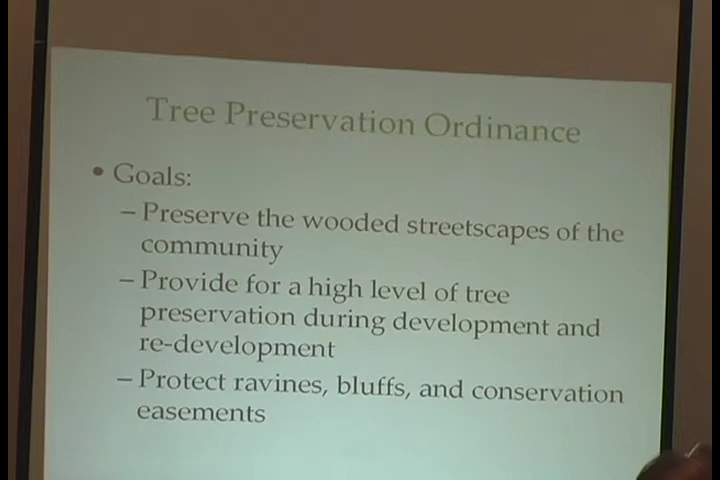 Tree Preservation Ordinance
• Goals:
– Preserve the wooded streetscapes of the
community
– Provide for a high level of tree
preservation during development and
re-development
– Protect ravines, bluffs, and conservation
easements